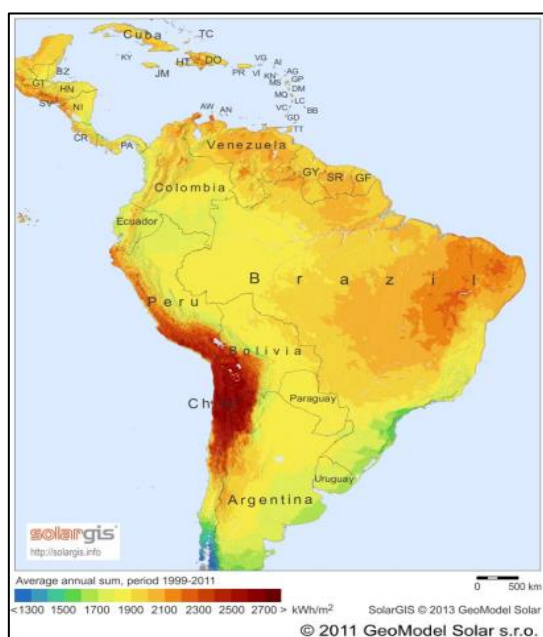 Cuba
TC
KY
HT
DO
JM
PR
VG
VI
AI
KN
AG
MS
GP
DM
MQ
LC
VC
BB
GD
BZ
GT
HN
SV
NI
AW
AN
TT
CR
PA
Venezuela
GY
SR
GF
Colombia
Ecuador
Brazil
Peru
Bolivia
Paraguay
Uruguay
Argentina
solargis
http://solargis.info
Average annual sum, period 1999-2011
0
500 km
<1300 1500 1700 1900 2100 2300 2500 2700 > kWh/m²
SolarGIS © 2013 GeoModel Solar
© 2011 GeoModel Solar s.r.o.